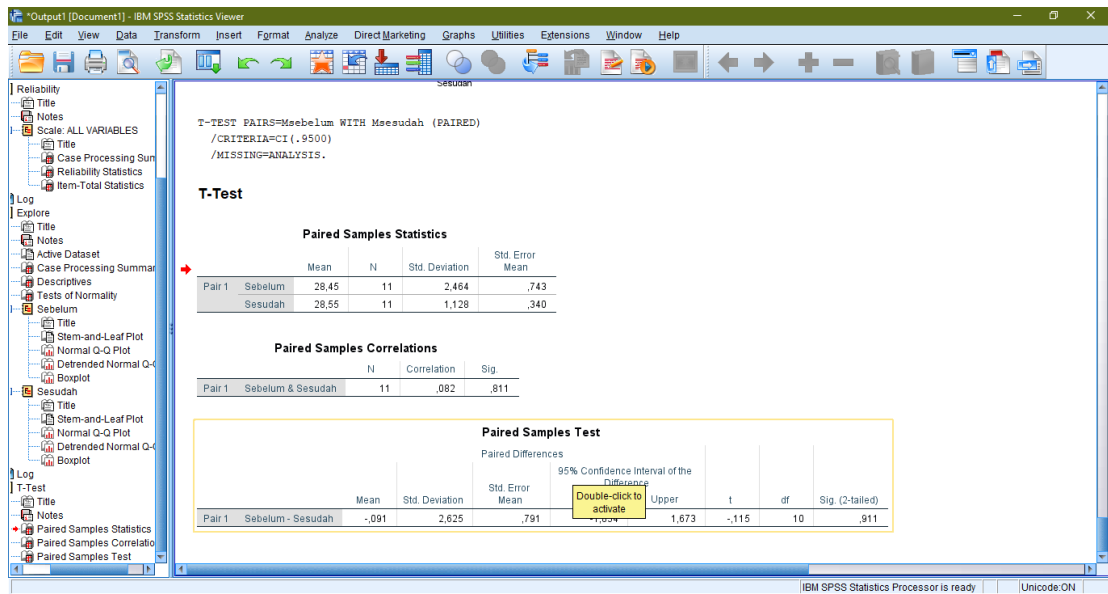 *Output1 [Document1] - IBM SPSS Statistics Viewer
File Edit View Data Transform Insert Format Analyze Direct Marketing Graphs Utilities Extensions Window Help
Reliability
Title
Notes
Scale: ALL VARIABLES
Title
Case Processing Sum
Reliability Statistics
Item-Total Statistics
Log
Explore
Title
Notes
Active Dataset
Case Processing Summar
Descriptives
Tests of Normality
Sebelum
Title
Stem-and-Leaf Plot
Normal Q-Q Plot
Detrended Normal Q-
Boxplot
Sesudah
Title
Stem-and-Leaf Plot
Normal Q-Q Plot
Detrended Normal Q-
Boxplot
Log
T-Test
Title
Notes
Paired Samples Statistics
Paired Samples Correlatio
Paired Samples Test
Sesudah
T-TEST PAIRS=Msebelum WITH Msesudah (PAIRED)
/CRITERIA=CI(.9500)
/MISSING=ANALYSIS.
T-Test
Paired Samples Statistics
Mean N Std. Deviation Std. Error Mean
Pair 1 Sebelum 28,45 11 2,464 ,743
Sesudah 28,55 11 1,128 ,340
Paired Samples Correlations
N Correlation Sig.
Pair 1 Sebelum & Sesudah 11 ,082 ,811
Paired Samples Test
Paired Differences
95% Confidence Interval of the
Difference
Mean Std. Deviation Std. Error Mean Upper t df Sig. (2-tailed)
Double-click to
activate
Pair 1 Sebelum - Sesudah -,091 2,625 ,791 1,673 -,115 10 ,911
IBM SPSS Statistics Processor is ready Unicode:ON